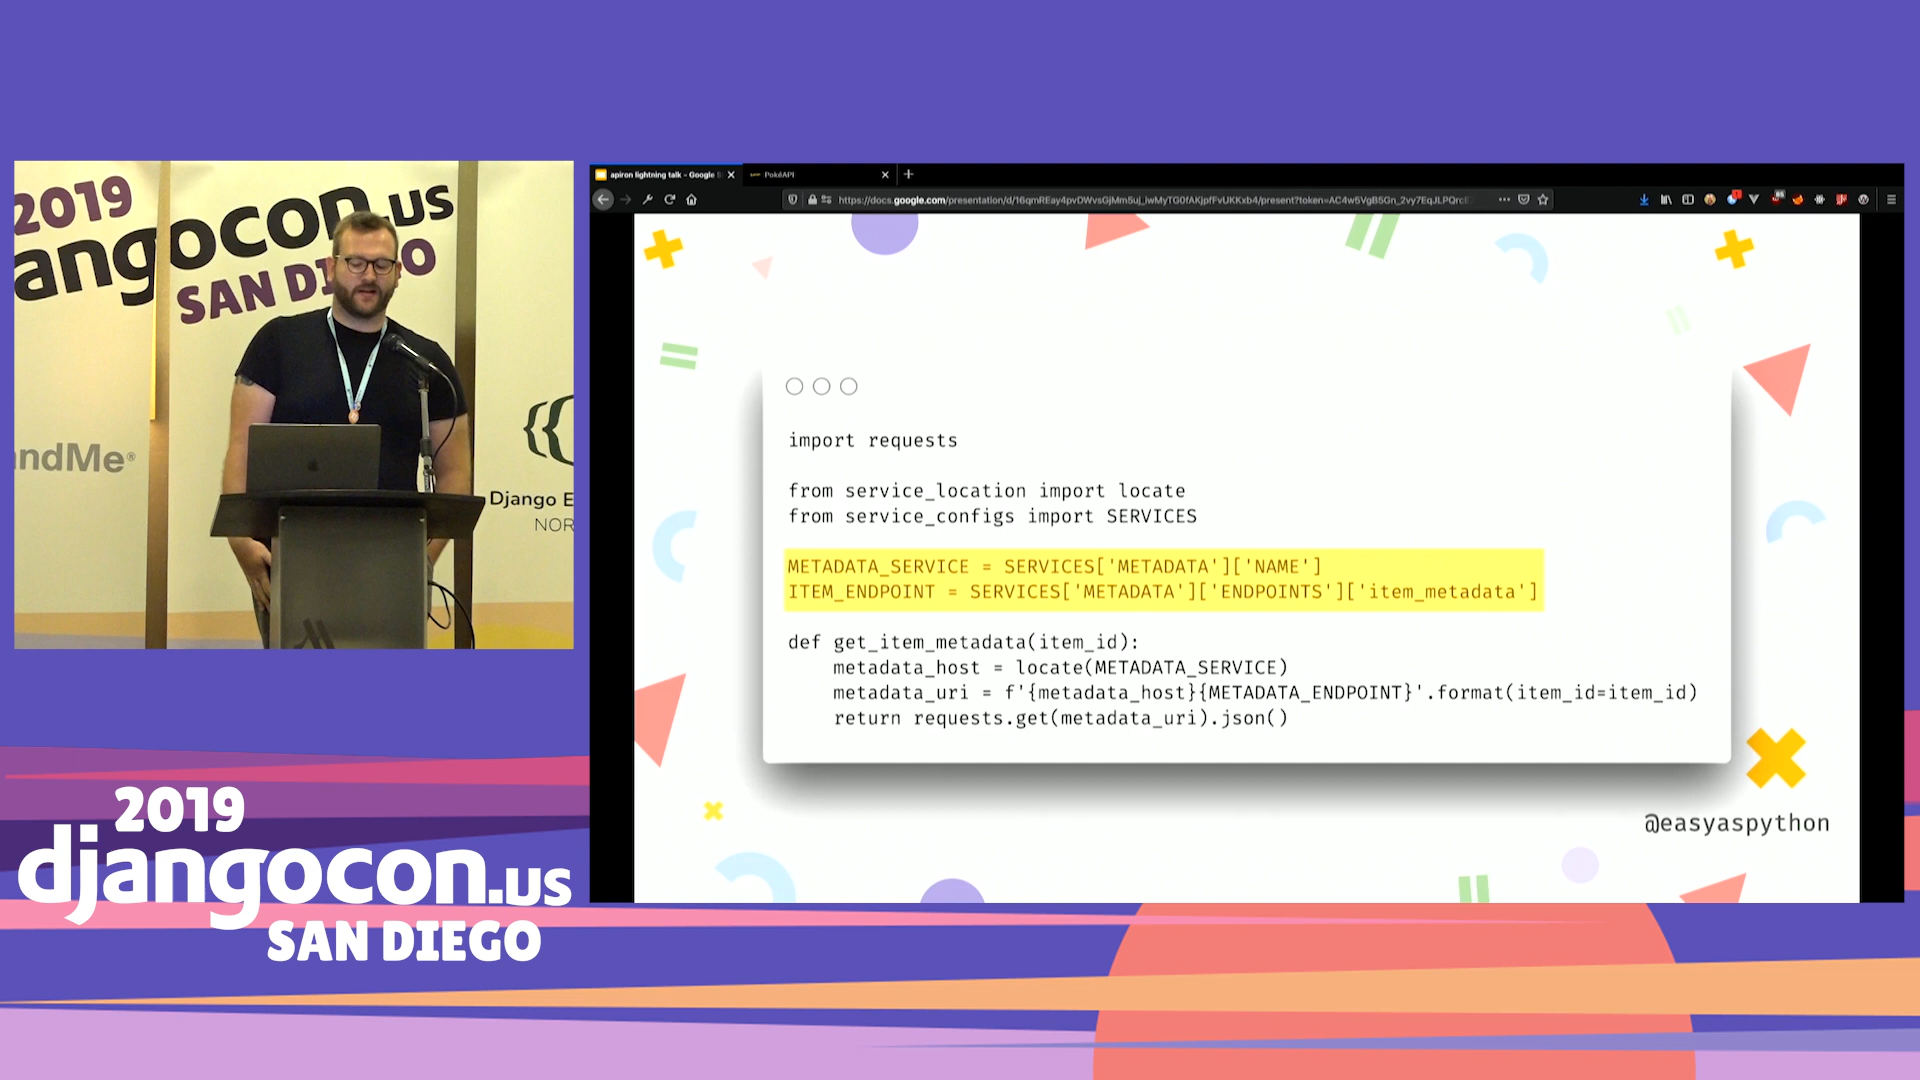 2019
djangocon.us
SAN DIEGO
ndMe®
Django E
NOR
apiron lightning talk - Google S
PokéAPI
import requests
from service_location import locate
from service_configs import SERVICES
METADATA_SERVICE = SERVICES['METADATA']['NAME']
ITEM_ENDPOINT = SERVICES['METADATA']['ENDPOINTS']['item_metadata']
def get_item_metadata(item_id):
metadata_host = locate(METADATA_SERVICE)
metadata_uri = f'{metadata_host}{METADATA_ENDPOINT}'.format(item_id=item_id)
return requests.get(metadata_uri).json()
@easyaspython
2019
djangocon.us
SAN DIEGO